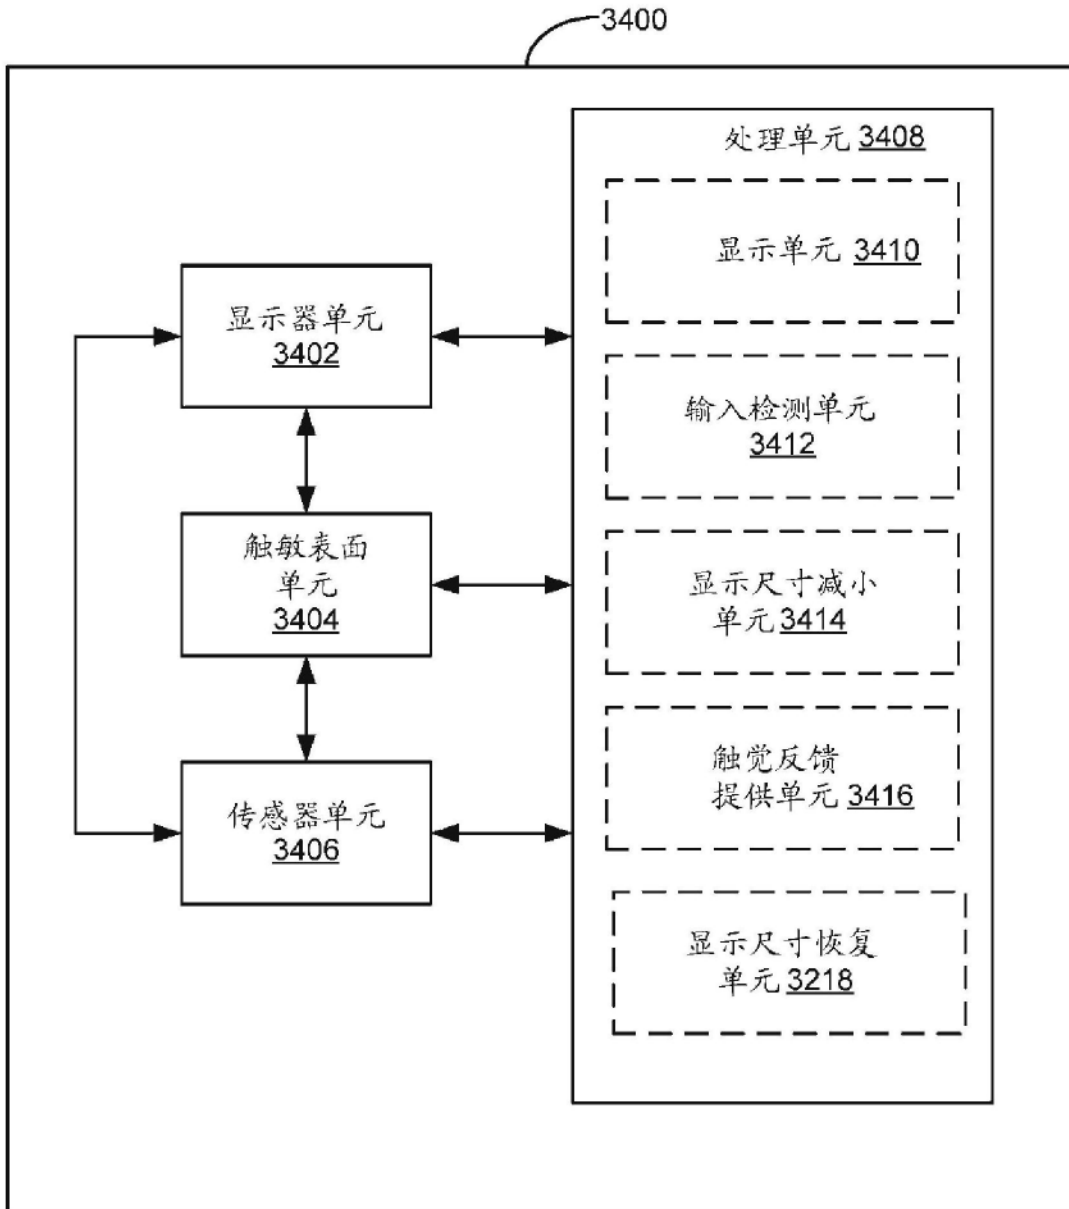 3400
处理单元 3408
显示单元 3410
显示器单元
3402
输入检测单元
3412
触敏表面
单元
3404
显示尺寸减小
单元 3414
触觉反馈
提供单元 3416
传感器单元
3406
显示尺寸恢复
单元 3218